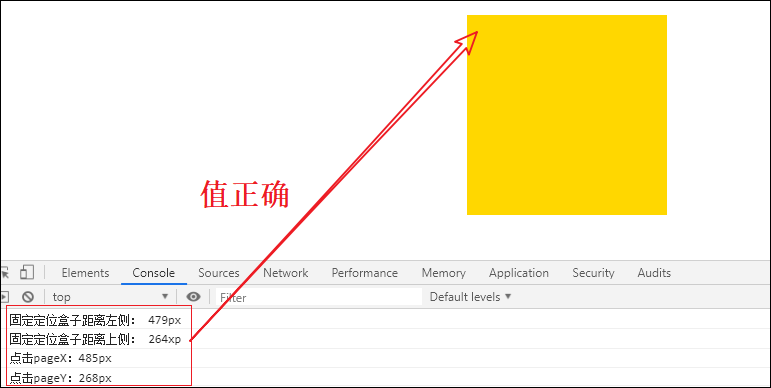 值正确
Elements Console Sources Network Performance Memory Application Security Audits
top Filter Default levels
固定定位盒子距离左侧： 479px
固定定位盒子距离上侧： 264xp
点击pageX：485px
点击pageY：268px